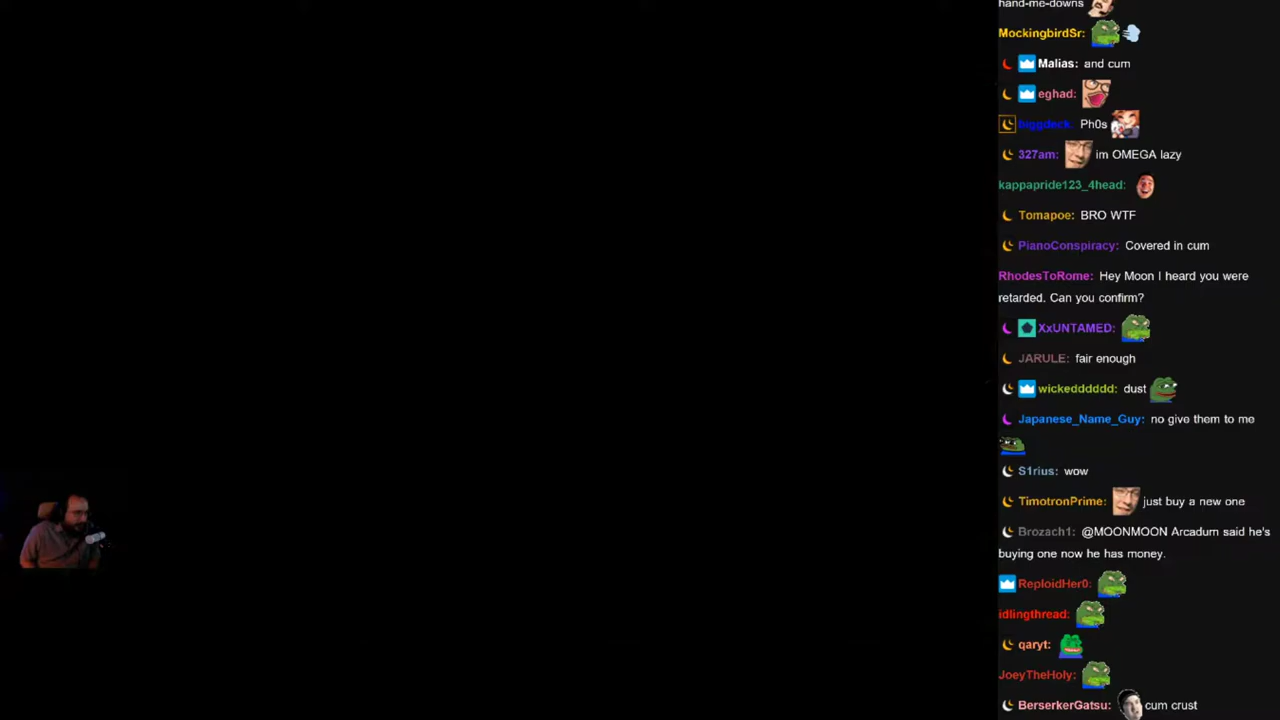 hand-me-downs
MockingbirdSr:
Malias: and cum
eghad:
biggdeck: Ph0s
327am: im OMEGA lazy
kappapride123_4head:
Tomapoe: BRO WTF
PianoConspiracy: Covered in cum
RhodesToRome: Hey Moon I heard you were
retarded. Can you confirm?
XxUNTAMED:
JARULE: fair enough
wickedddddd: dust
Japanese_Name_Guy: no give them to me
S1rius: wow
TimotronPrime: just buy a new one
Brozach1: @MOONMOON Arcadum said he's
buying one now he has money.
ReploidHer0:
idlingthread:
qaryt:
JoeyTheHoly:
BerserkerGatsu: cum crust